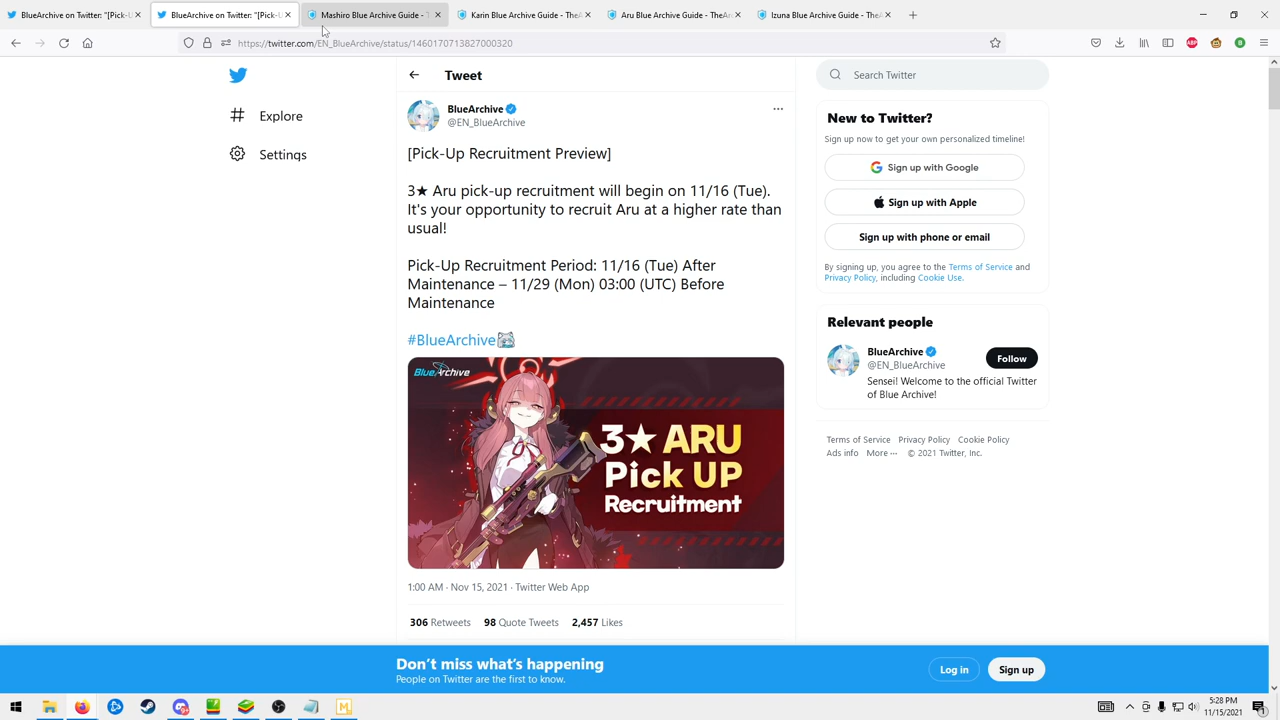 BlueArchive on Twitter: "[Pick-U
BlueArchive on Twitter: "[Pick-U
Mashiro Blue Archive Guide - T
Karin Blue Archive Guide - TheA
Aru Blue Archive Guide - TheAr
Izuna Blue Archive Guide - TheA
https://twitter.com/EN_BlueArchive/status/1460170713827000320
Explore
Settings
Tweet
BlueArchive
@EN_BlueArchive
[Pick-Up Recruitment Preview]
3★ Aru pick-up recruitment will begin on 11/16 (Tue).
It's your opportunity to recruit Aru at a higher rate than
usual!
Pick-Up Recruitment Period: 11/16 (Tue) After
Maintenance – 11/29 (Mon) 03:00 (UTC) Before
Maintenance
#BlueArchive
BlueArchive
3★ ARU
Pick UP
Recruitment
1:00 AM · Nov 15, 2021 · Twitter Web App
306 Retweets 98 Quote Tweets 2,457 Likes
Search Twitter
New to Twitter?
Sign up now to get your own personalized timeline!
Sign up with Google
Sign up with Apple
Sign up with phone or email
By signing up, you agree to the Terms of Service and
Privacy Policy, including Cookie Use.
Relevant people
BlueArchive
@EN_BlueArchive
Follow
Sensei! Welcome to the official Twitter
of Blue Archive!
Terms of Service Privacy Policy Cookie Policy
Ads info More ··· © 2021 Twitter, Inc.
Don't miss what's happening
People on Twitter are the first to know.
Log in
Sign up
5:28 PM
11/15/2021